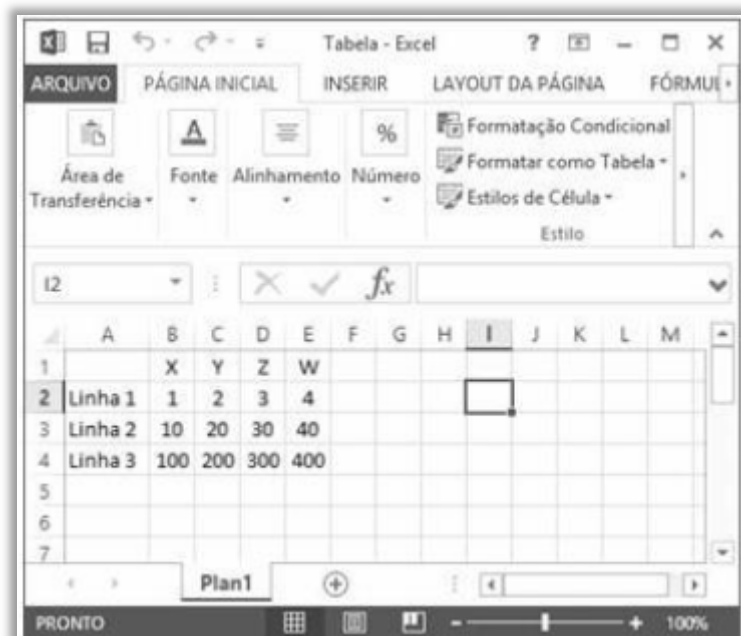 Tabela - Excel ?
ARQUIVO PÁGINA INICIAL INSERIR LAYOUT DA PÁGINA FÓRMUL
Área de Transferência
Fonte
Alinhamento
% Número
Formatação Condicional
Formatar como Tabela
Estilos de Célula
Estilo
I2 fx
A B C D E F G H I J K L M
1 X Y Z W
2 Linha 1 1 2 3 4
3 Linha 2 10 20 30 40
4 Linha 3 100 200 300 400
5
6
7
Plan1
PRONTO 100%